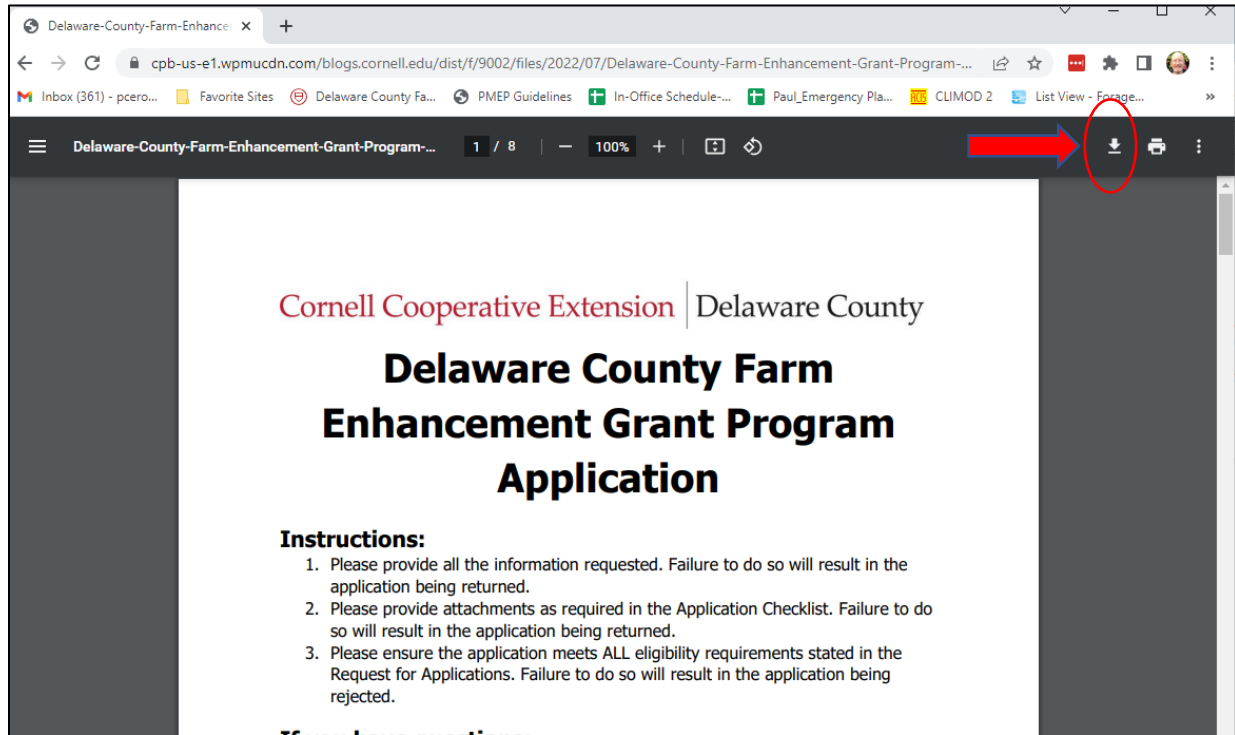 Delaware-County-Farm-Enhance
cpb-us-e1.wpmucdn.com/blogs.cornell.edu/dist/f/9002/files/2022/07/Delaware-County-Farm-Enhancement-Grant-Program-...
Inbox (361) - pcero... Favorite Sites Delaware County Fa... PMEP Guidelines In-Office Schedule-... Paul_Emergency Pla... CLIMOD 2 List View - Forage... »
Delaware-County-Farm-Enhancement-Grant-Program-... 1 / 8 | − 100% + |
Cornell Cooperative Extension | Delaware County
Delaware County Farm
Enhancement Grant Program
Application
Instructions:
1. Please provide all the information requested. Failure to do so will result in the
application being returned.
2. Please provide attachments as required in the Application Checklist. Failure to do
so will result in the application being returned.
3. Please ensure the application meets ALL eligibility requirements stated in the
Request for Applications. Failure to do so will result in the application being
rejected.